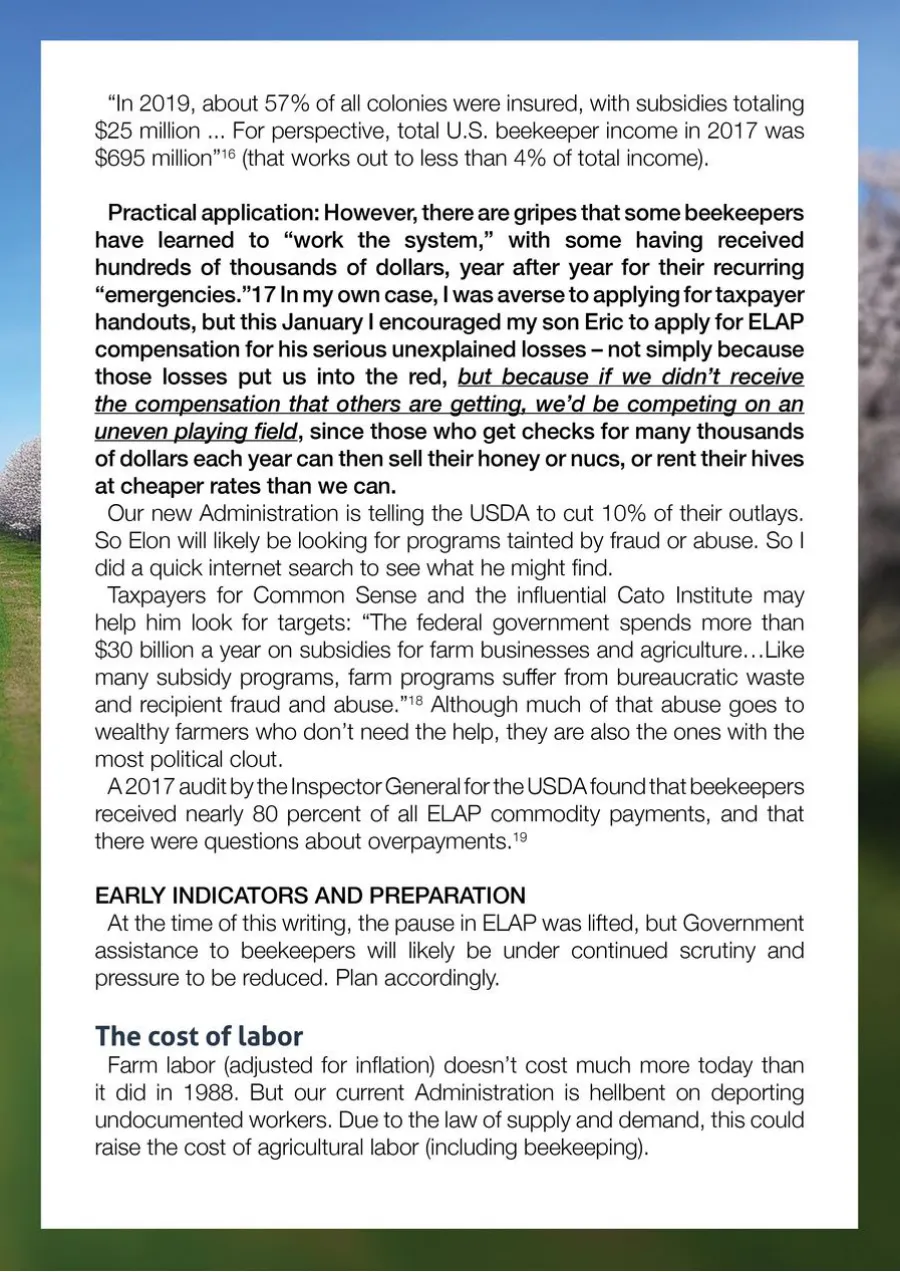 “In 2019, about 57% of all colonies were insured, with subsidies totaling
$25 million ... For perspective, total U.S. beekeeper income in 2017 was
$695 million”16 (that works out to less than 4% of total income).
Practical application: However, there are gripes that some beekeepers
have learned to “work the system,” with some having received
hundreds of thousands of dollars, year after year for their recurring
“emergencies.”17 In my own case, I was averse to applying for taxpayer
handouts, but this January I encouraged my son Eric to apply for ELAP
compensation for his serious unexplained losses – not simply because
those losses put us into the red, but because if we didn’t receive
the compensation that others are getting, we’d be competing on an
uneven playing field, since those who get checks for many thousands
of dollars each year can then sell their honey or nucs, or rent their hives
at cheaper rates than we can.
Our new Administration is telling the USDA to cut 10% of their outlays.
So Elon will likely be looking for programs tainted by fraud or abuse. So I
did a quick internet search to see what he might find.
Taxpayers for Common Sense and the influential Cato Institute may
help him look for targets: “The federal government spends more than
$30 billion a year on subsidies for farm businesses and agriculture…Like
many subsidy programs, farm programs suffer from bureaucratic waste
and recipient fraud and abuse.”18 Although much of that abuse goes to
wealthy farmers who don’t need the help, they are also the ones with the
most political clout.
A 2017 audit by the Inspector General for the USDA found that beekeepers
received nearly 80 percent of all ELAP commodity payments, and that
there were questions about overpayments.19
EARLY INDICATORS AND PREPARATION
At the time of this writing, the pause in ELAP was lifted, but Government
assistance to beekeepers will likely be under continued scrutiny and
pressure to be reduced. Plan accordingly.
The cost of labor
Farm labor (adjusted for inflation) doesn’t cost much more today than
it did in 1988. But our current Administration is hellbent on deporting
undocumented workers. Due to the law of supply and demand, this could
raise the cost of agricultural labor (including beekeeping).